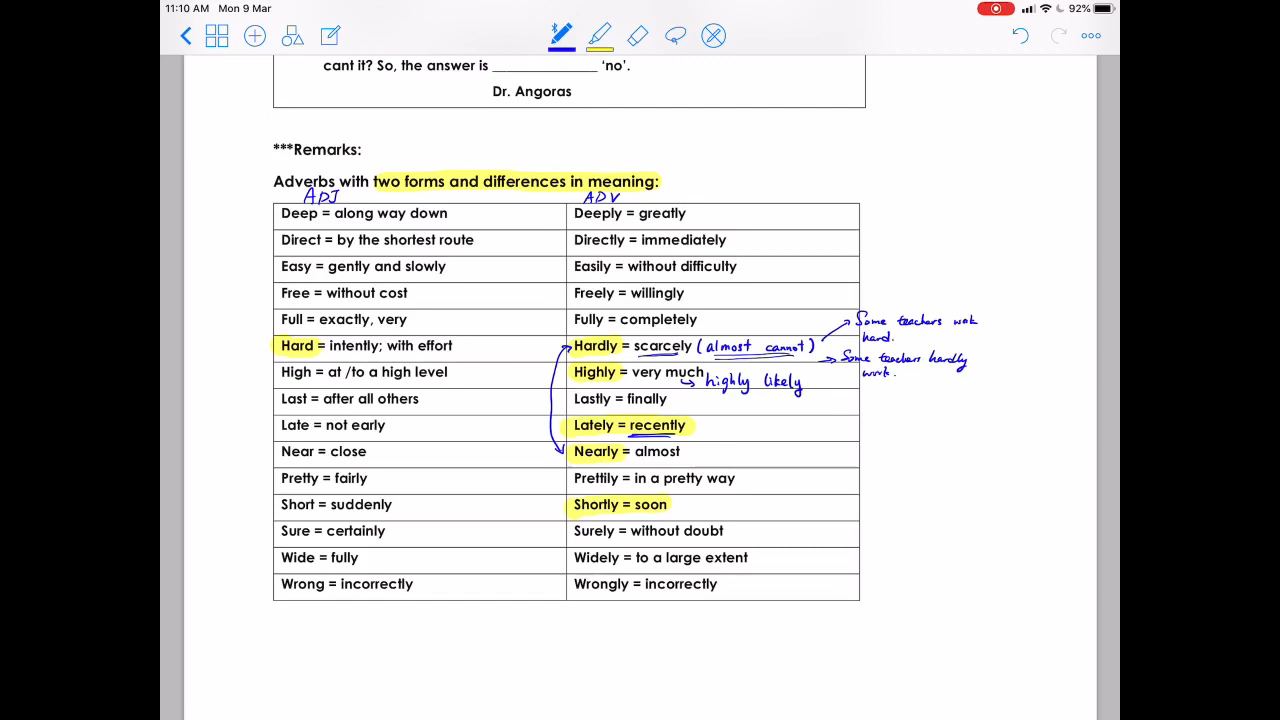 11:10 AM Mon 9 Mar
92%
cant it? So, the answer is ______________ ‘no’.
Dr. Angoras
***Remarks:
Adverbs with two forms and differences in meaning:
ADJ
ADV
Deep = along way down
Deeply = greatly
Direct = by the shortest route
Directly = immediately
Easy = gently and slowly
Easily = without difficulty
Free = without cost
Freely = willingly
Full = exactly, very
Fully = completely
Hard = intently; with effort
Hardly = scarcely (almost cannot)
Some teachers work
hard.
Some teachers hardly
work.
High = at /to a high level
Highly = very much
highly likely
Last = after all others
Lastly = finally
Late = not early
Lately = recently
Near = close
Nearly = almost
Pretty = fairly
Prettily = in a pretty way
Short = suddenly
Shortly = soon
Sure = certainly
Surely = without doubt
Wide = fully
Widely = to a large extent
Wrong = incorrectly
Wrongly = incorrectly